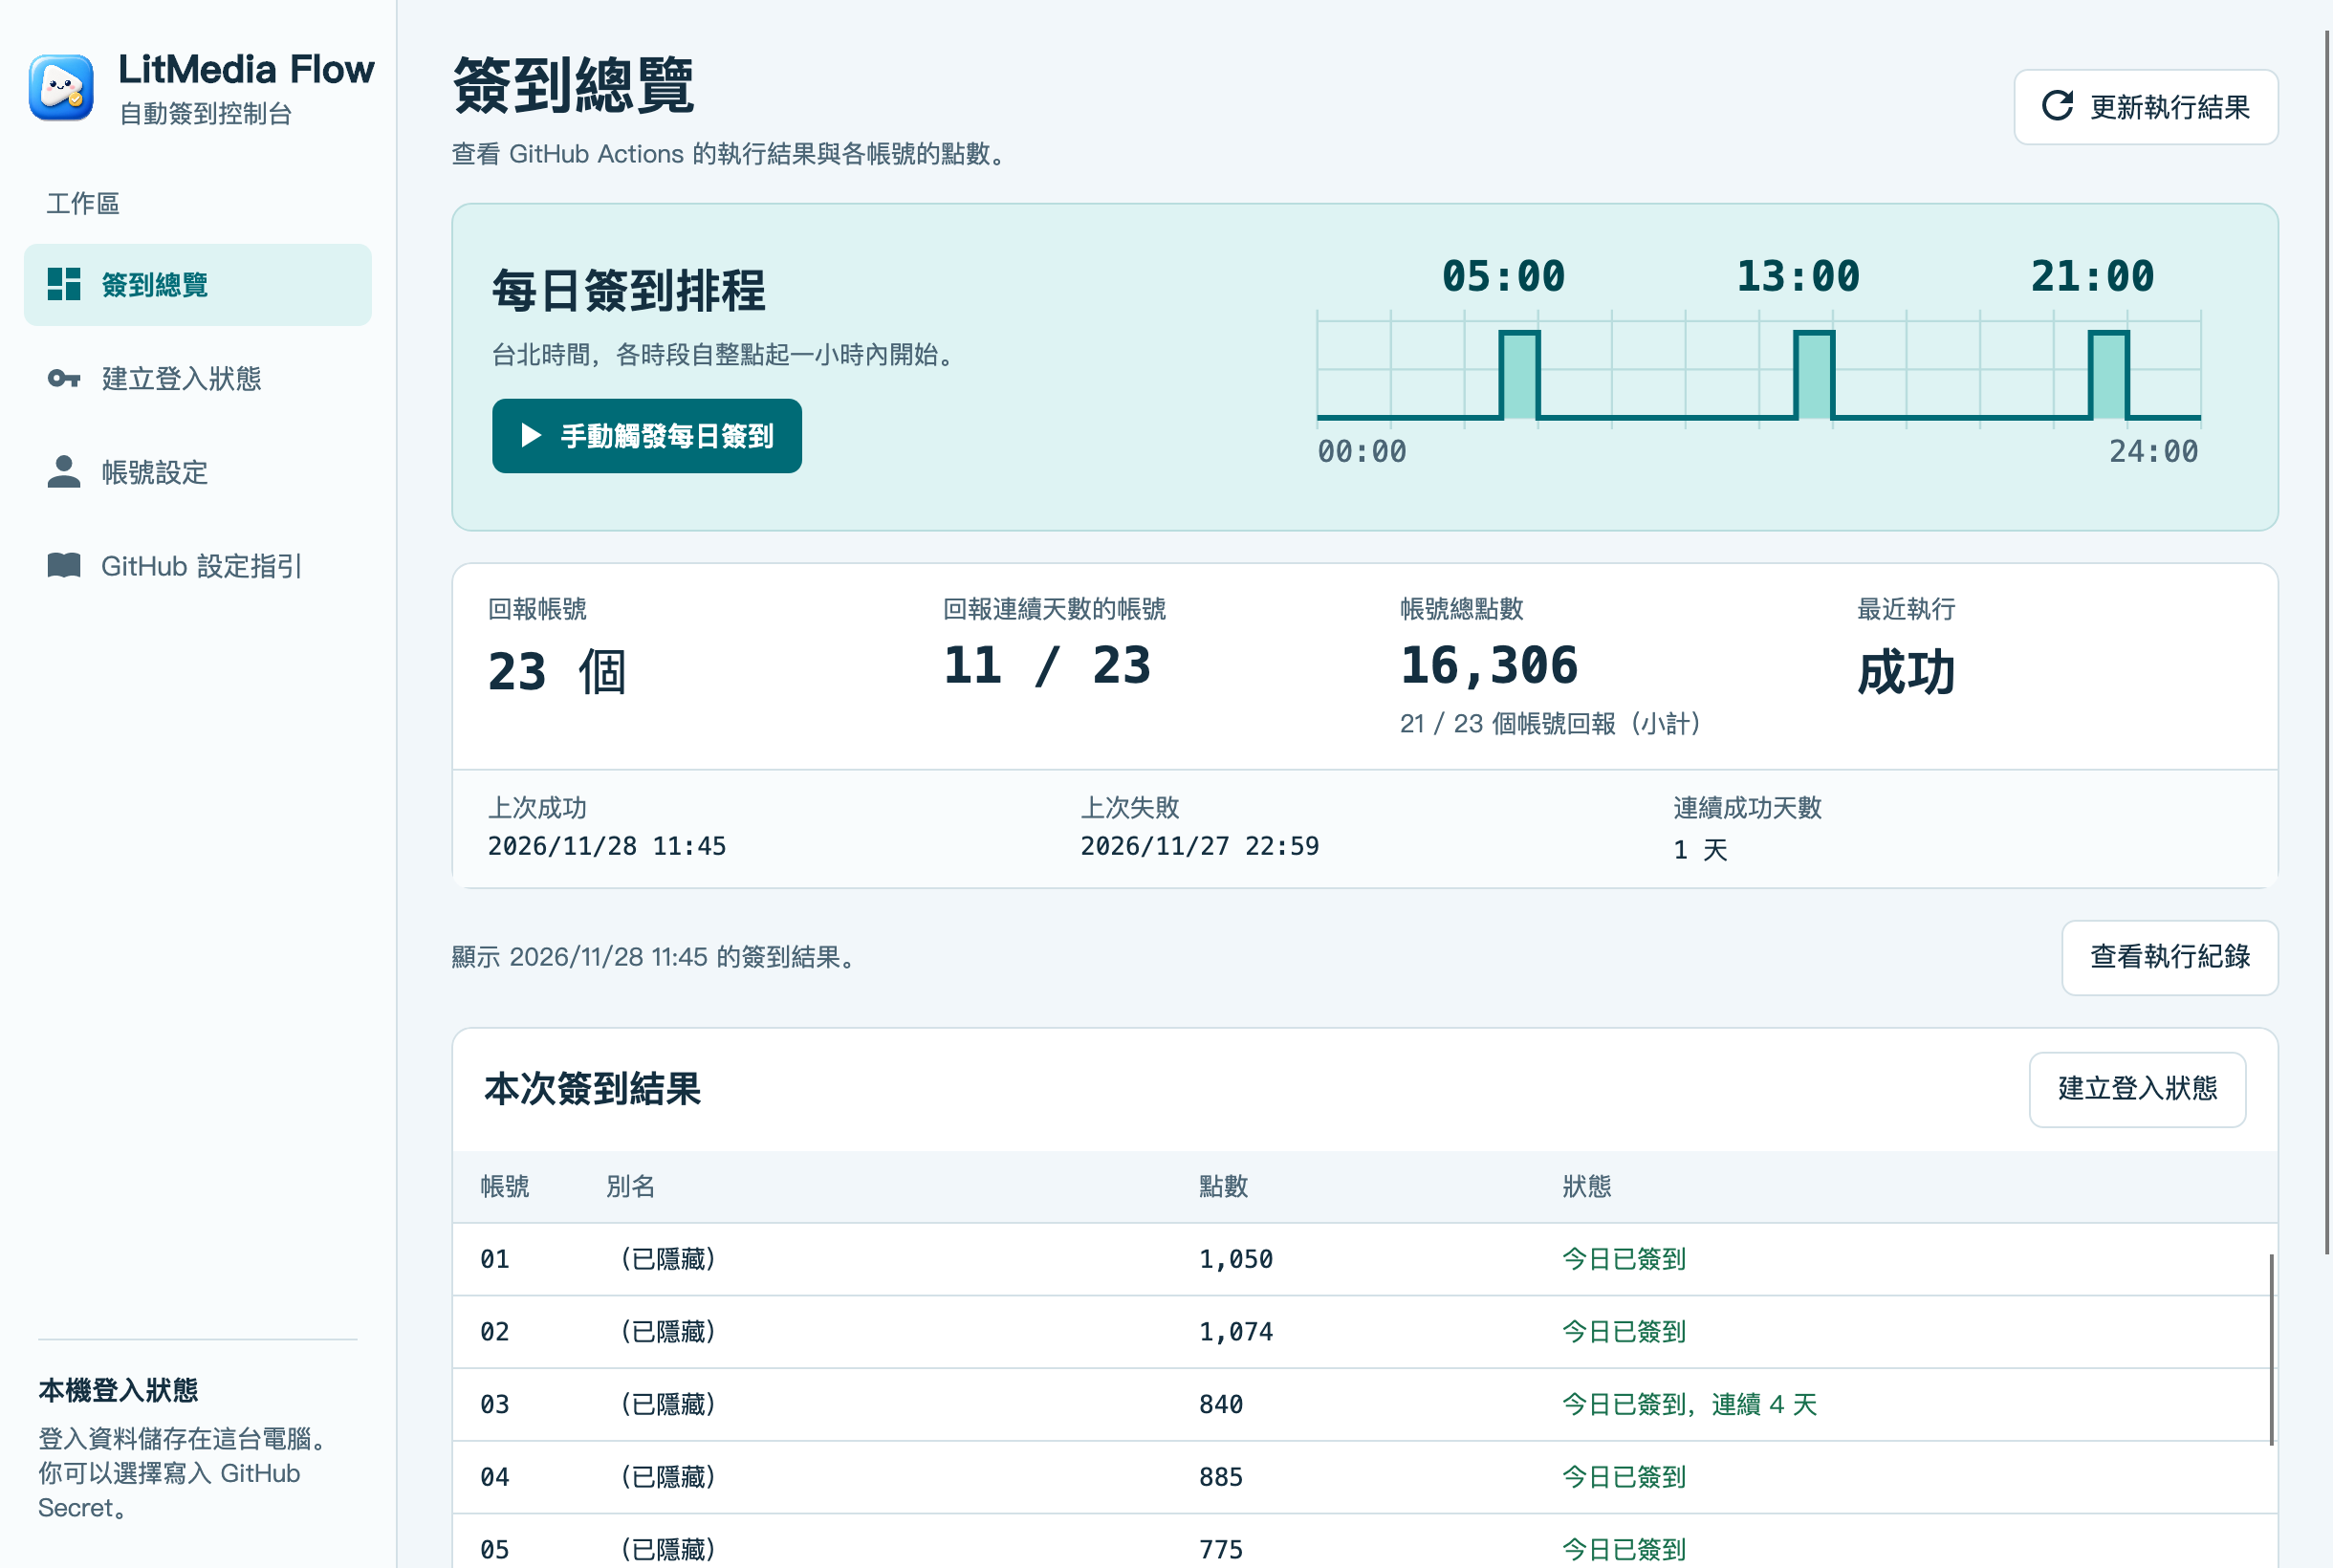 LitMedia Flow
自動簽到控制台
工作區
簽到總覽
建立登入狀態
帳號設定
GitHub 設定指引
本機登入狀態
登入資料儲存在這台電腦。
你可以選擇寫入 GitHub
Secret。
簽到總覽
查看 GitHub Actions 的執行結果與各帳號的點數。
更新執行結果
每日簽到排程
台北時間，各時段自整點起一小時內開始。
手動觸發每日簽到
05:00 13:00 21:00
00:00 24:00
回報帳號 回報連續天數的帳號 帳號總點數 最近執行
23 個 11 / 23 16,306 成功
21 / 23 個帳號回報（小計）
上次成功 上次失敗 連續成功天數
2026/11/28 11:45 2026/11/27 22:59 1 天
顯示 2026/11/28 11:45 的簽到結果。
查看執行紀錄
本次簽到結果
建立登入狀態
帳號 別名 點數 狀態
01 （已隱藏） 1,050 今日已簽到
02 （已隱藏） 1,074 今日已簽到
03 （已隱藏） 840 今日已簽到，連續 4 天
04 （已隱藏） 885 今日已簽到
05 （已隱藏） 775 今日已簽到